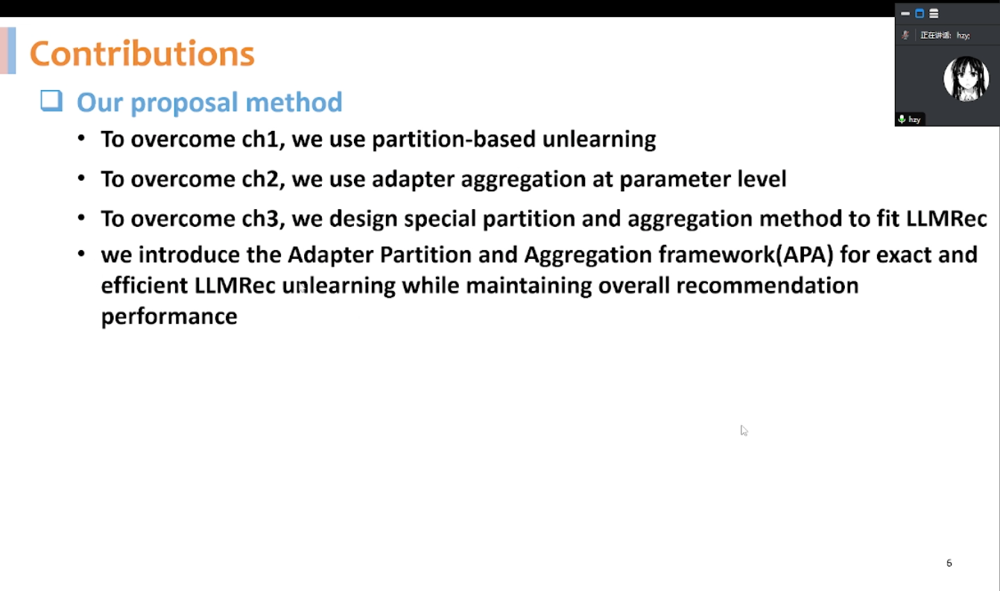 Contributions
正在讲话: hzy;
❑ Our proposal method
hzy
• To overcome ch1, we use partition-based unlearning
• To overcome ch2, we use adapter aggregation at parameter level
• To overcome ch3, we design special partition and aggregation method to fit LLMRec
• we introduce the Adapter Partition and Aggregation framework(APA) for exact and
efficient LLMRec unlearning while maintaining overall recommendation
performance
6